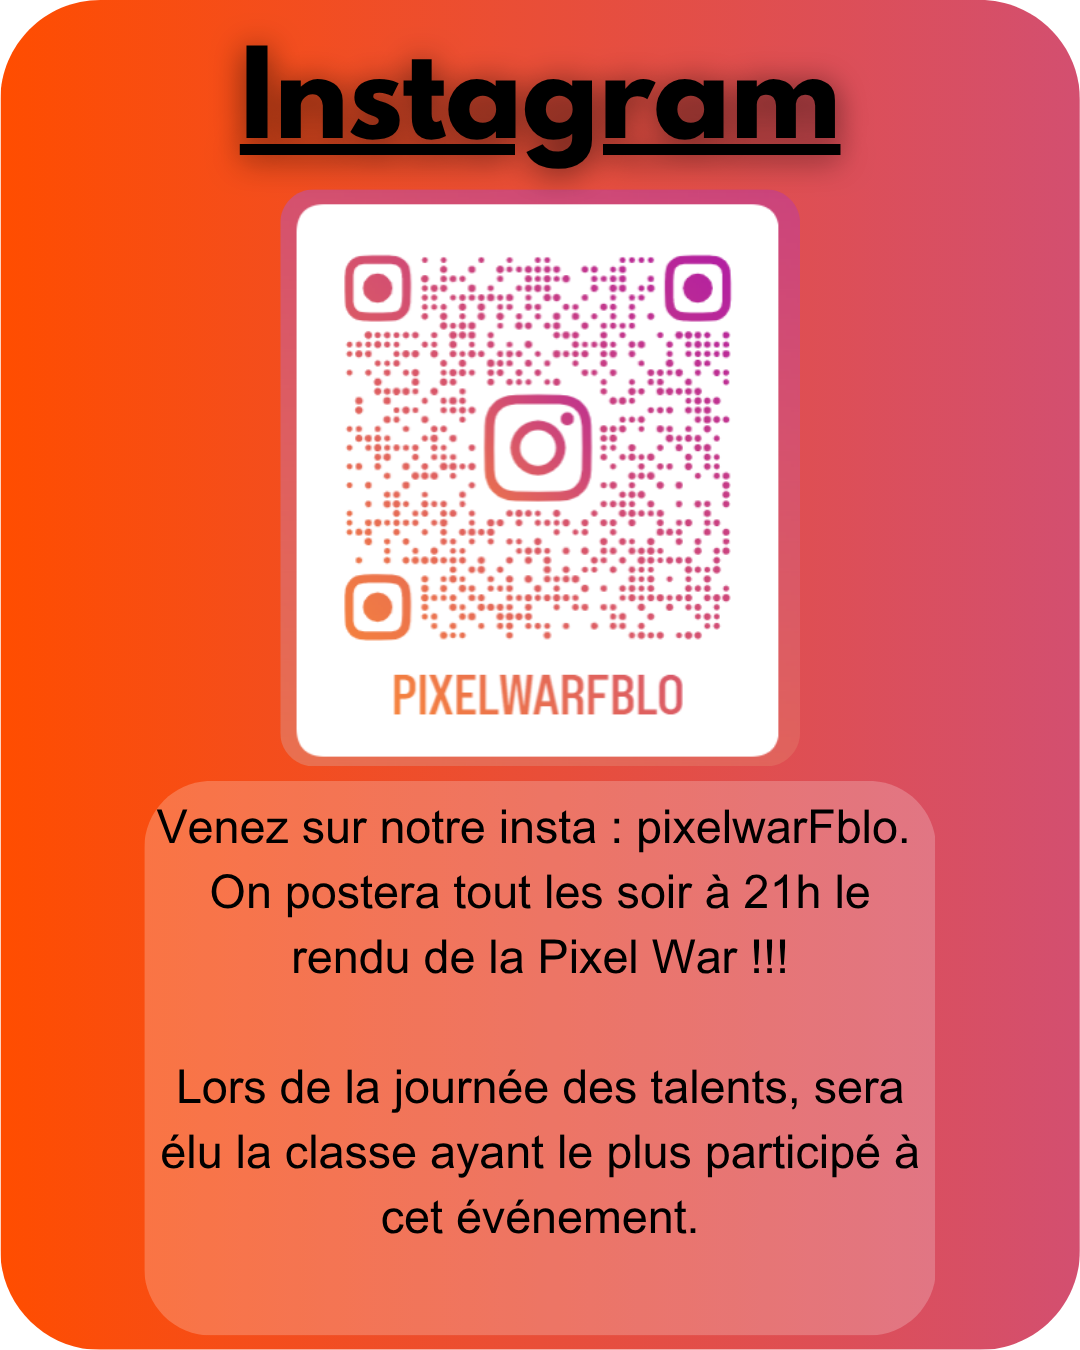 Instagram
PIXELWARFBLO
Venez sur notre insta : pixelwarFblo.
On postera tout les soir à 21h le
rendu de la Pixel War !!!
Lors de la journée des talents, sera
élu la classe ayant le plus participé à
cet événement.